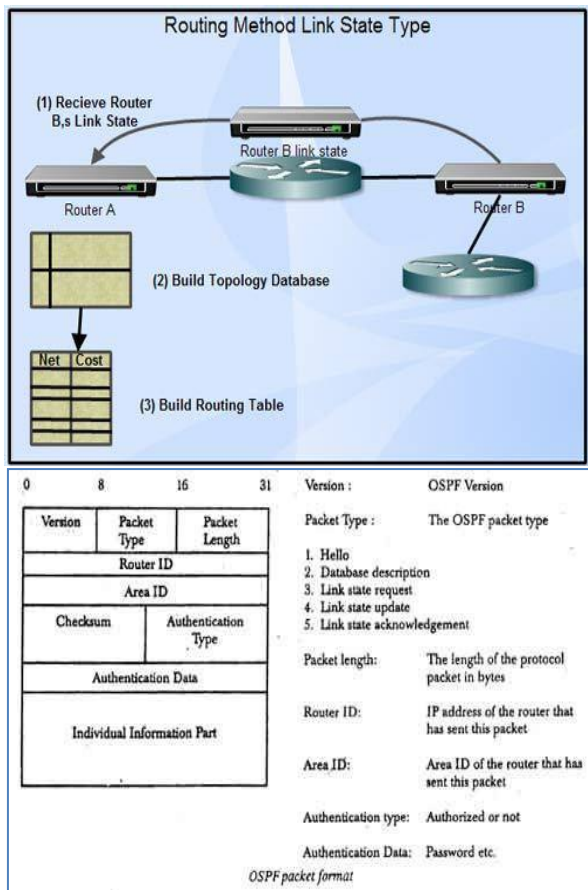 Routing Method Link State Type
(1) Recieve Router
B,s Link State
Router B link state
Router A
Router B
(2) Build Topology Database
Net Cost
(3) Build Routing Table
0 8 16 31
Version Packet Type Packet Length
Router ID
Area ID
Checksum Authentication Type
Authentication Data
Individual Information Part
Version : OSPF Version
Packet Type : The OSPF packet type
1. Hello
2. Database description
3. Link state request
4. Link state update
5. Link state acknowledgement
Packet length: The length of the protocol
packet in bytes
Router ID: IP address of the router that
has sent this packet
Area ID: Area ID of the router that has
sent this packet
Authentication type: Authorized or not
Authentication Data: Password etc.
OSPF packet format